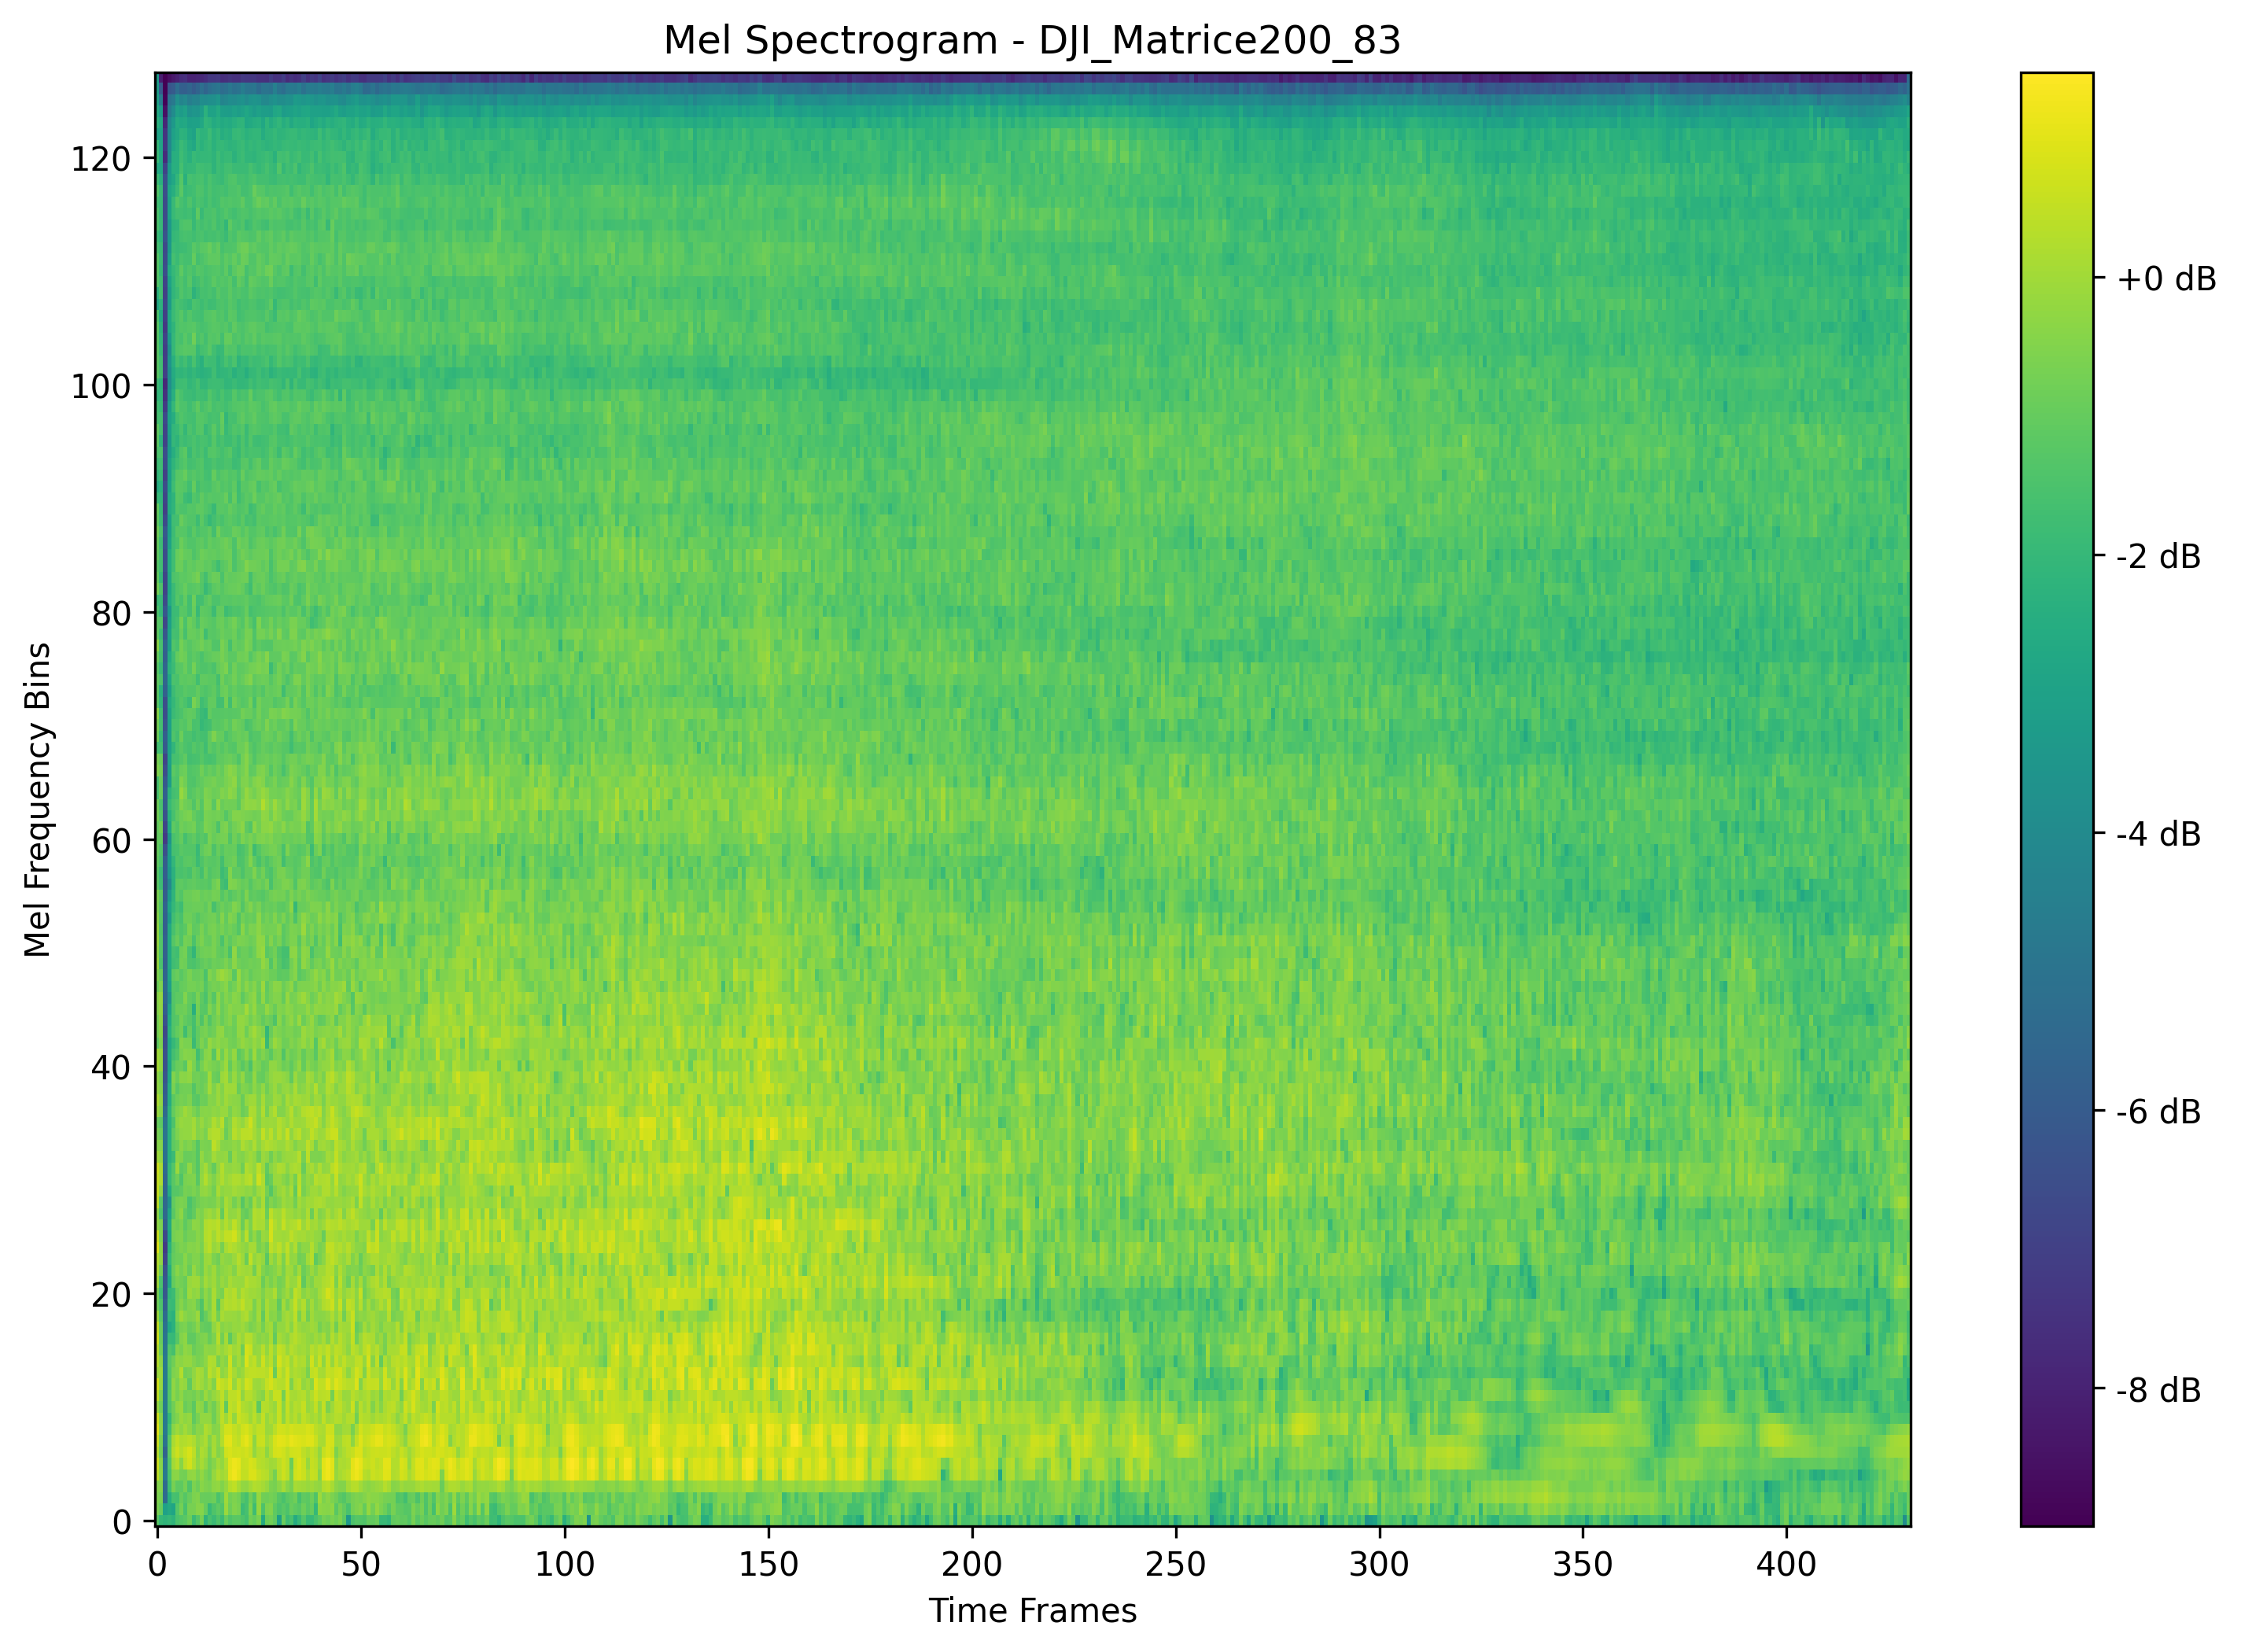 Mel Spectrogram - DJI_Matrice200_83
120
100
80
60
40
20
0
Mel Frequency Bins
0 50 100 150 200 250 300 350 400
Time Frames
+0 dB
-2 dB
-4 dB
-6 dB
-8 dB